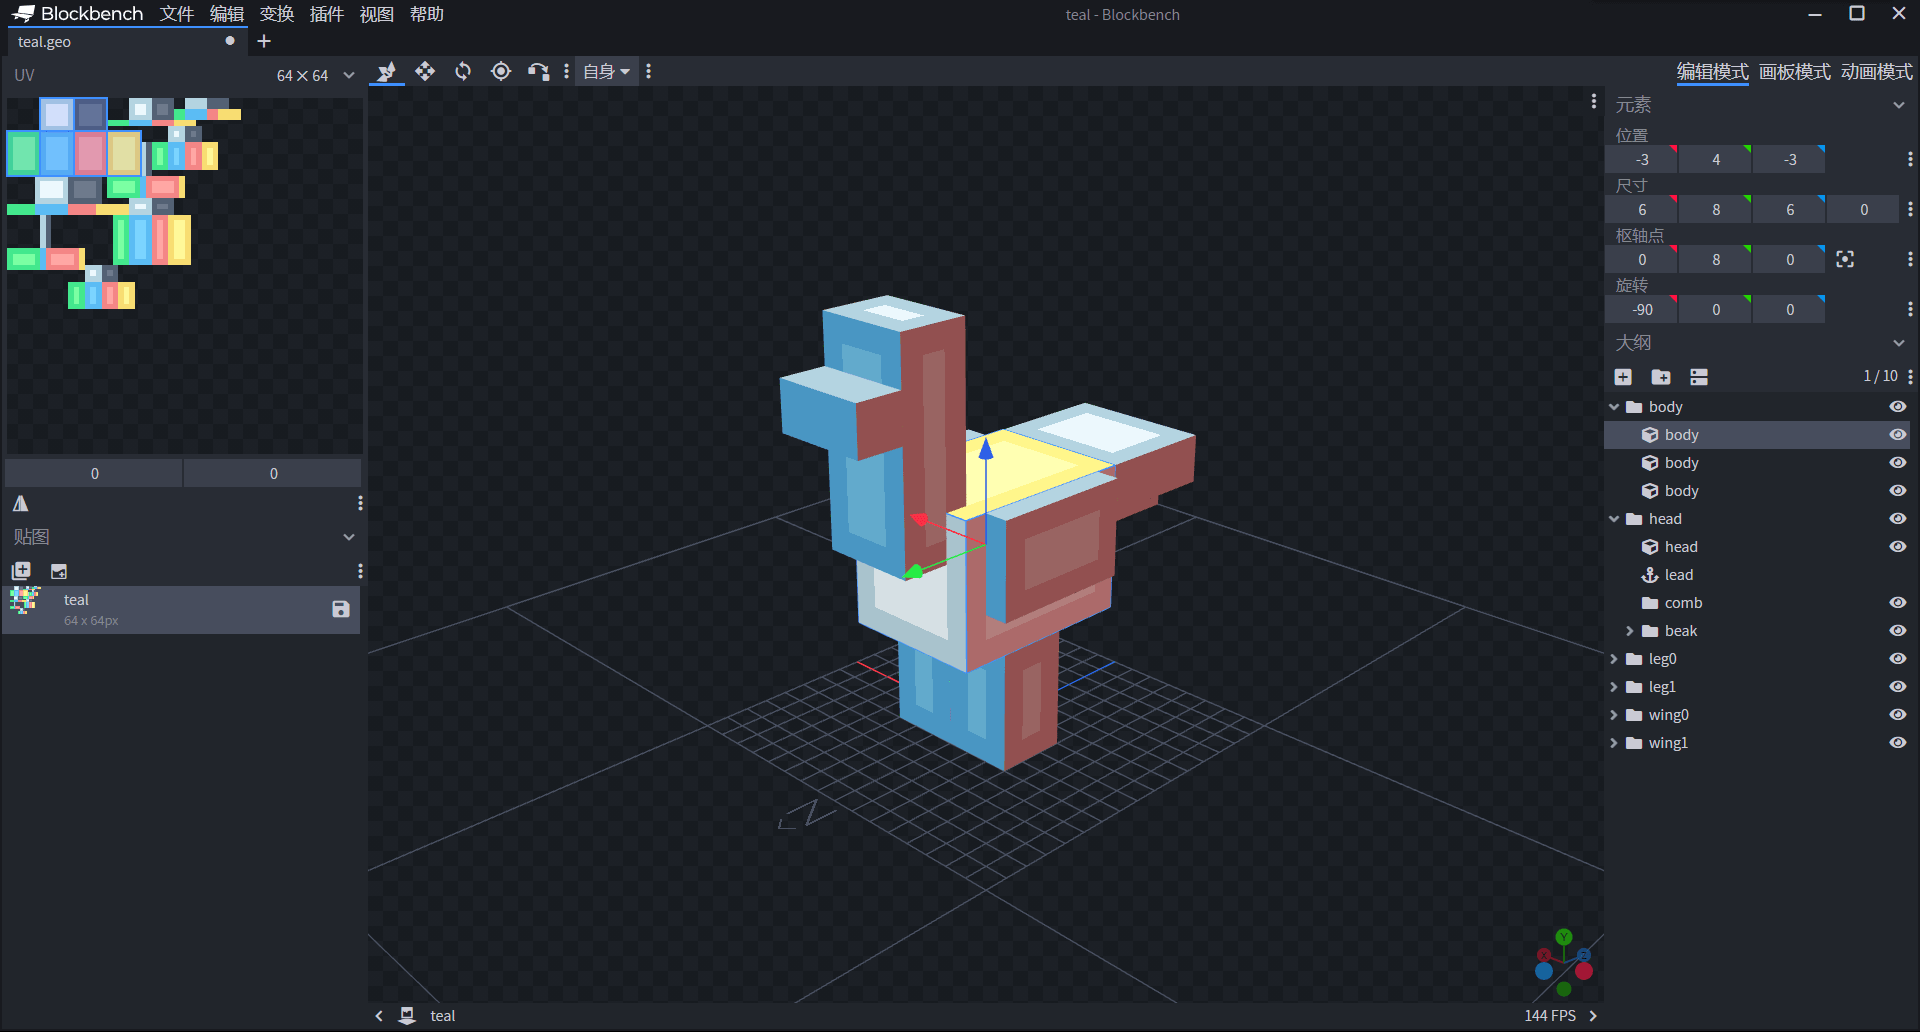 Blockbench 文件 编辑 变换 插件 视图 帮助
teal - Blockbench
teal.geo
UV 64×64
自身
编辑模式 画板模式 动画模式
0 0
贴图
teal
64 x 64px
元素
位置
-3 4 -3
尺寸
6 8 6 0
枢轴点
0 8 0
旋转
-90 0 0
大纲
1 / 10
body
body
body
body
head
head
lead
comb
beak
leg0
leg1
wing0
wing1
Y
X
Z
teal
144 FPS